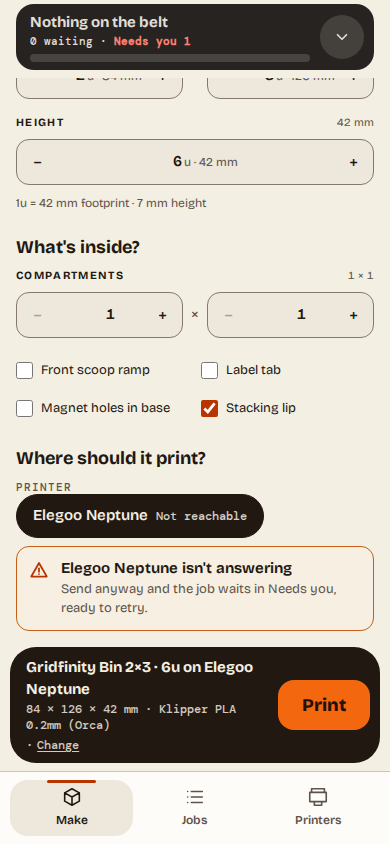 Nothing on the belt
0 waiting · Needs you 1
HEIGHT 42 mm
− 6 u · 42 mm +
1u = 42 mm footprint · 7 mm height
What's inside?
COMPARTMENTS 1 × 1
− 1 + × − 1 +
Front scoop ramp Label tab
Magnet holes in base Stacking lip
Where should it print?
PRINTER
Elegoo Neptune Not reachable
Elegoo Neptune isn't answering
Send anyway and the job waits in Needs you,
ready to retry.
Gridfinity Bin 2×3 · 6u on Elegoo
Neptune
84 × 126 × 42 mm · Klipper PLA
0.2mm (Orca)
· Change
Print
Make Jobs Printers